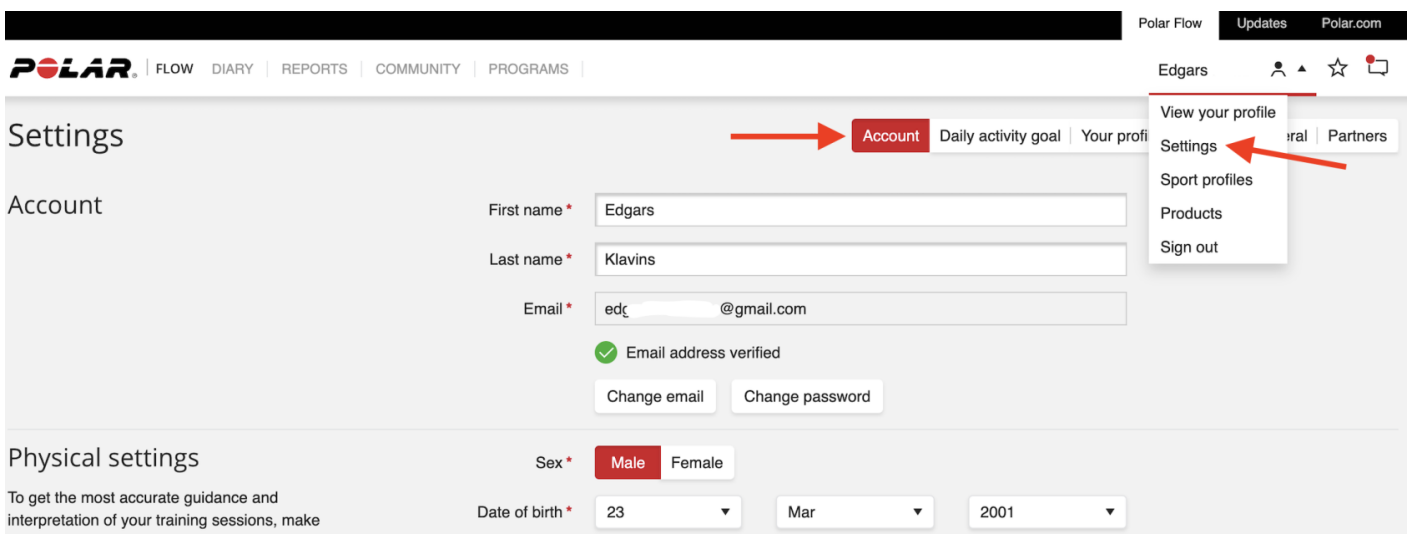 Polar Flow Updates Polar.com
POLAR FLOW DIARY REPORTS COMMUNITY PROGRAMS Edgars
View your profile
Settings Account Daily activity goal Your profi Settings eral Partners
Sport profiles
Account First name * Edgars
Products
Sign out
Last name * Klavins
Email * edg @gmail.com
Email address verified
Change email Change password
Physical settings Sex * Male Female
To get the most accurate guidance and
interpretation of your training sessions, make
Date of birth * 23 Mar 2001